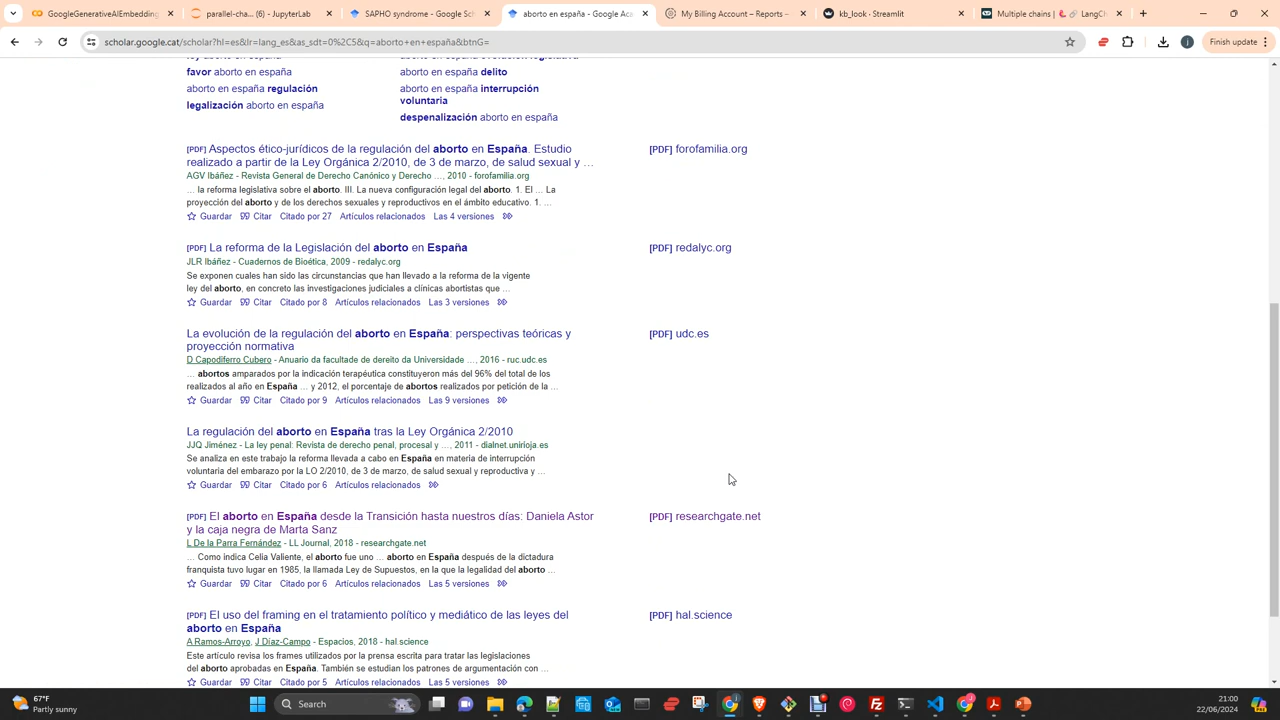 GoogleGenerativeAIEmbedding
parallel-cha... (6) - JupyterLab
SAPHO syndrome - Google Sch
aborto en españa - Google Aca
My Billing Account – Reports –
kb_look - Streamlit
Multiple chains | 🦜️🔗 LangCh
scholar.google.cat/scholar?hl=es&lr=lang_es&as_sdt=0%2C5&q=aborto+en+españa&btnG=
Finish update
ley aborto en españa
aborto en españa evolución legislativa
favor aborto en españa
aborto en españa delito
aborto en españa regulación
aborto en españa interrupción
voluntaria
legalización aborto en españa
despenalización aborto en españa
[PDF] Aspectos ético-jurídicos de la regulación del aborto en España. Estudio
realizado a partir de la Ley Orgánica 2/2010, de 3 de marzo, de salud sexual y …
[PDF] forofamilia.org
AGV Ibáñez - Revista General de Derecho Canónico y Derecho …, 2010 - forofamilia.org
… la reforma legislativa sobre el aborto. III. La nueva configuración legal del aborto. 1. El … La
proyección del aborto y de los derechos sexuales y reproductivos en el ámbito educativo. 1. …
Guardar Citar Citado por 27 Artículos relacionados Las 4 versiones
[PDF] La reforma de la Legislación del aborto en España
[PDF] redalyc.org
JLR Ibáñez - Cuadernos de Bioética, 2009 - redalyc.org
Se exponen cuales han sido las circunstancias que han llevado a la reforma de la vigente
ley del aborto, en concreto las investigaciones judiciales a clínicas abortistas que …
Guardar Citar Citado por 8 Artículos relacionados Las 3 versiones
La evolución de la regulación del aborto en España: perspectivas teóricas y
proyección normativa
[PDF] udc.es
D Capodiferro Cubero - Anuario da facultade de dereito da Universidade …, 2016 - ruc.udc.es
… abortos amparados por la indicación terapéutica constituyeron más del 96% del total de los
realizados al año en España … y 2012, el porcentaje de abortos realizados por petición de la …
Guardar Citar Citado por 9 Artículos relacionados Las 9 versiones
La regulación del aborto en España tras la Ley Orgánica 2/2010
JJQ Jiménez - La ley penal: Revista de derecho penal, procesal y …, 2011 - dialnet.unirioja.es
Se analiza en este trabajo la reforma llevada a cabo en España en materia de interrupción
voluntaria del embarazo por la LO 2/2010, de 3 de marzo, de salud sexual y reproductiva y …
Guardar Citar Citado por 6 Artículos relacionados
[PDF] El aborto en España desde la Transición hasta nuestros días: Daniela Astor
y la caja negra de Marta Sanz
[PDF] researchgate.net
L De la Parra Fernández - LL Journal, 2018 - researchgate.net
… Como indica Celia Valiente, el aborto fue uno … aborto en España después de la dictadura
franquista tuvo lugar en 1985, la llamada Ley de Supuestos, en la que la legalidad del aborto …
Guardar Citar Citado por 6 Artículos relacionados Las 5 versiones
[PDF] El uso del framing en el tratamiento político y mediático de las leyes del
aborto en España
[PDF] hal.science
A Ramos-Arroyo, J Díaz-Campo - Espacios, 2018 - hal.science
Este artículo revisa los frames utilizados por la prensa escrita para tratar las legislaciones
del aborto aprobadas en España. También se estudian los patrones de argumentación con …
Guardar Citar Citado por 5 Artículos relacionados Las 5 versiones
67°F
Partly sunny
Search
21:00
22/06/2024